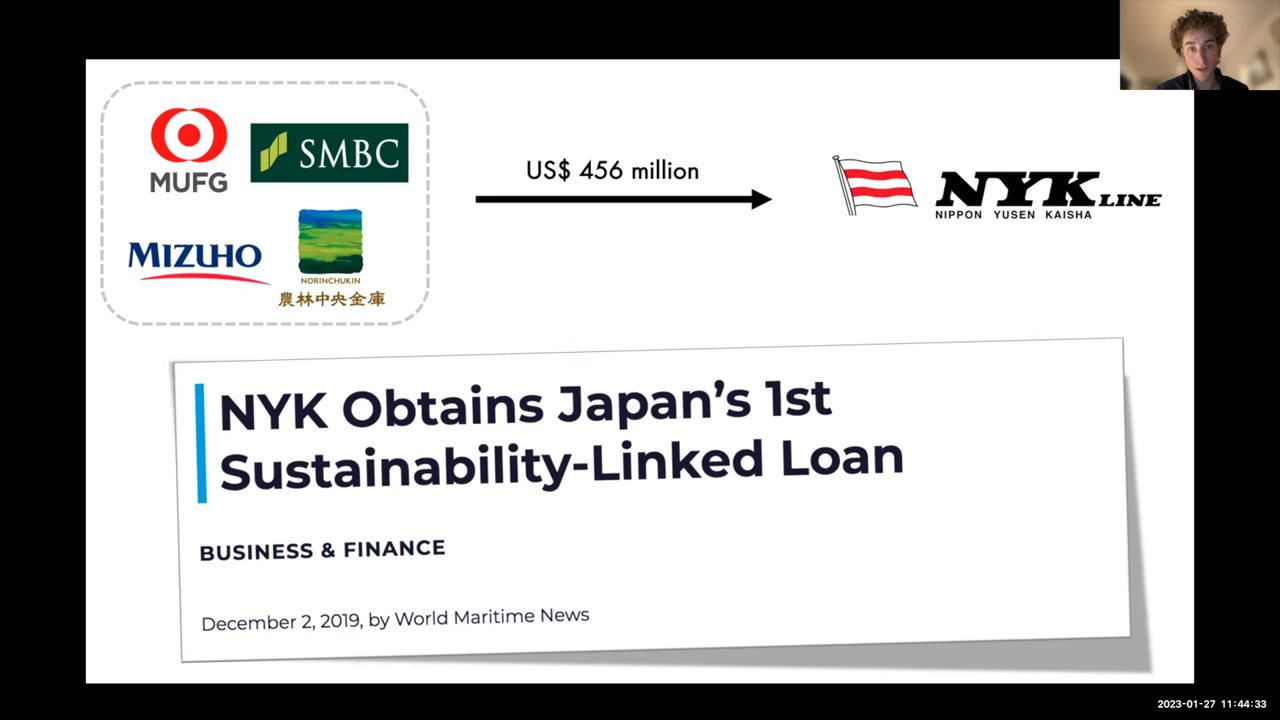 MUFG
SMBC
MIZUHO
NORINCHUKIN
農林中央金庫
US$ 456 million
NYK LINE
NIPPON YUSEN KAISHA
NYK Obtains Japan's 1st
Sustainability-Linked Loan
BUSINESS & FINANCE
December 2, 2019, by World Maritime News
2023-01-27 11:44:33